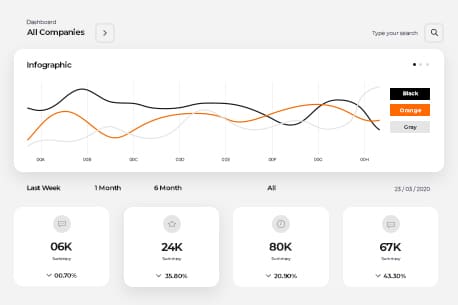 Dashboard
All Companies
Type your search
Infographic
Black
Orange
Gray
00A 00B 00C 00D 00E 00F 00G 00H
Last Week 1 Month 6 Month All 23 / 03 / 2020
06K 24K 80K 67K
Summary Summary Summary Summary
00.70% 35.80% 20.90% 43.30%